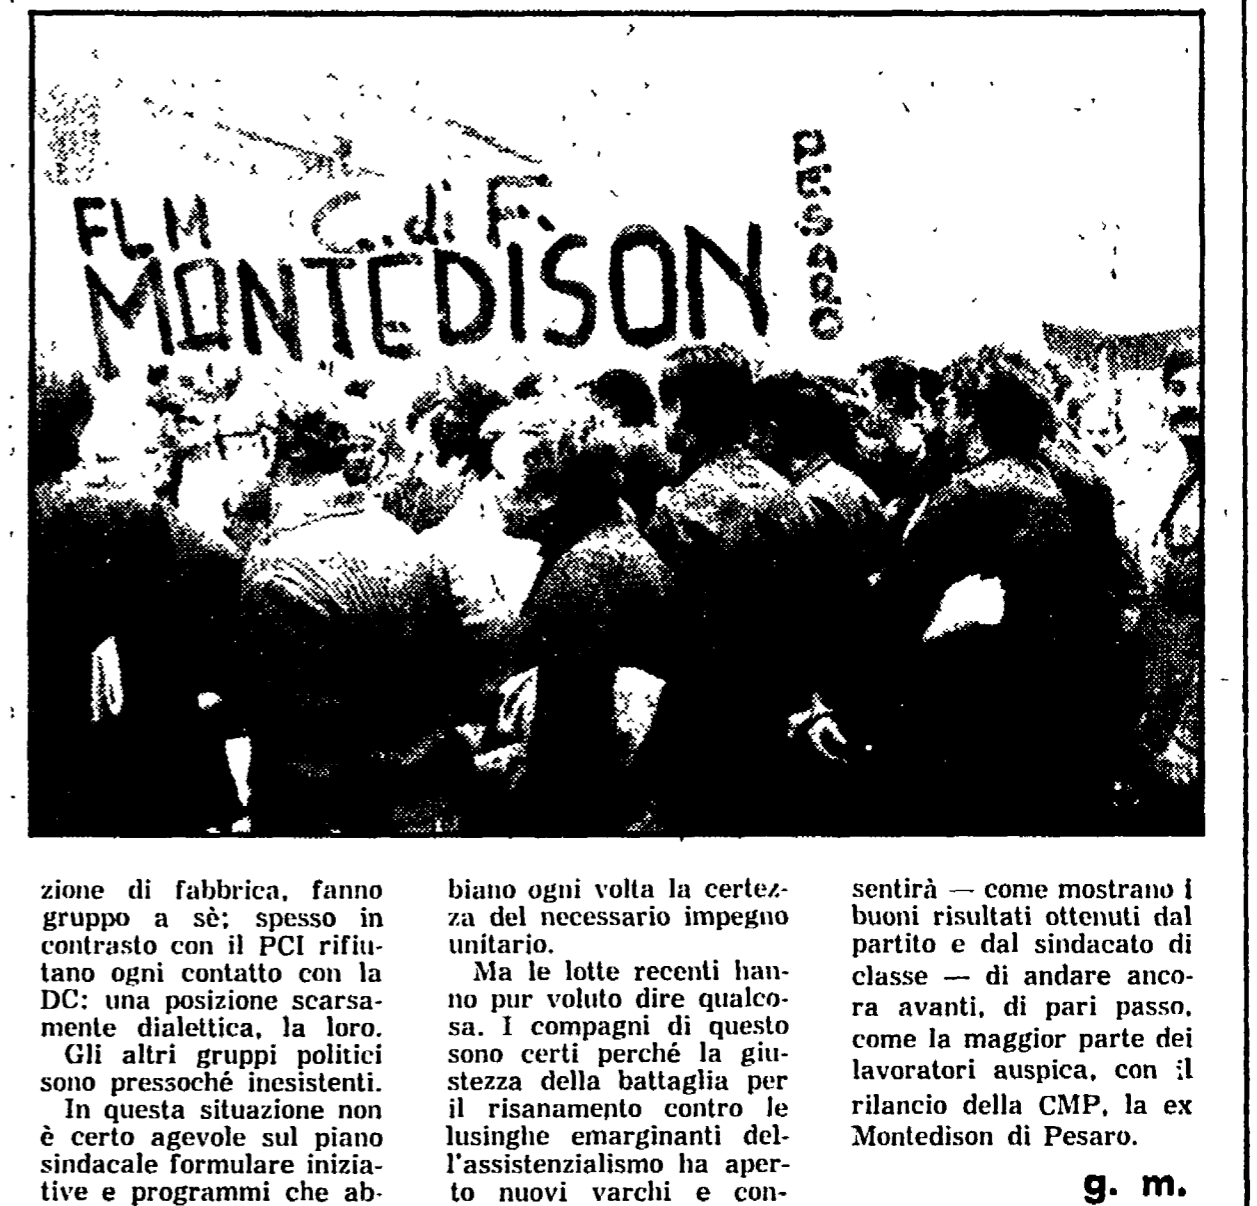 FLM C. di F.
MONTEDISON
PESARO
zione di fabbrica, fanno
gruppo a sè; spesso in
contrasto con il PCI rifiu-
tano ogni contatto con la
DC: una posizione scarsa-
mente dialettica, la loro.
Gli altri gruppi politici
sono pressoché inesistenti.
In questa situazione non
è certo agevole sul piano
sindacale formulare inizia-
tive e programmi che ab-
biano ogni volta la certez-
za del necessario impegno
unitario.
Ma le lotte recenti han-
no pur voluto dire qualco-
sa. I compagni di questo
sono certi perché la giu-
stezza della battaglia per
il risanamento contro le
lusinghe emarginanti del-
l'assistenzialismo ha aper-
to nuovi varchi e con-
sentirà — come mostrano i
buoni risultati ottenuti dal
partito e dal sindacato di
classe — di andare anco-
ra avanti, di pari passo,
come la maggior parte dei
lavoratori auspica, con il
rilancio della CMP, la ex
Montedison di Pesaro.
g. m.